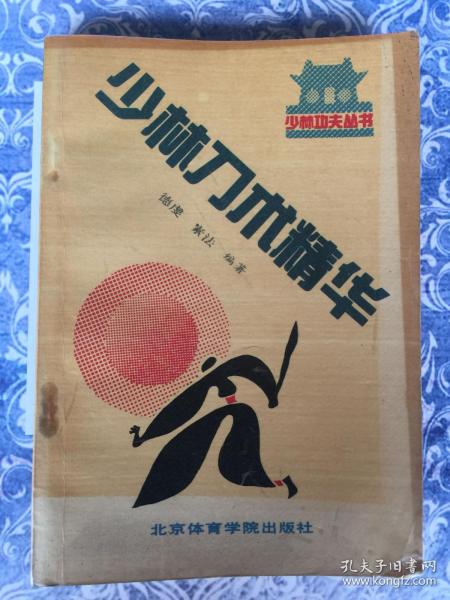 少林功夫丛书
少林刀术精华
德虔 素法 编著
北京体育学院出版社
孔夫子旧书网
www.kongfz.com